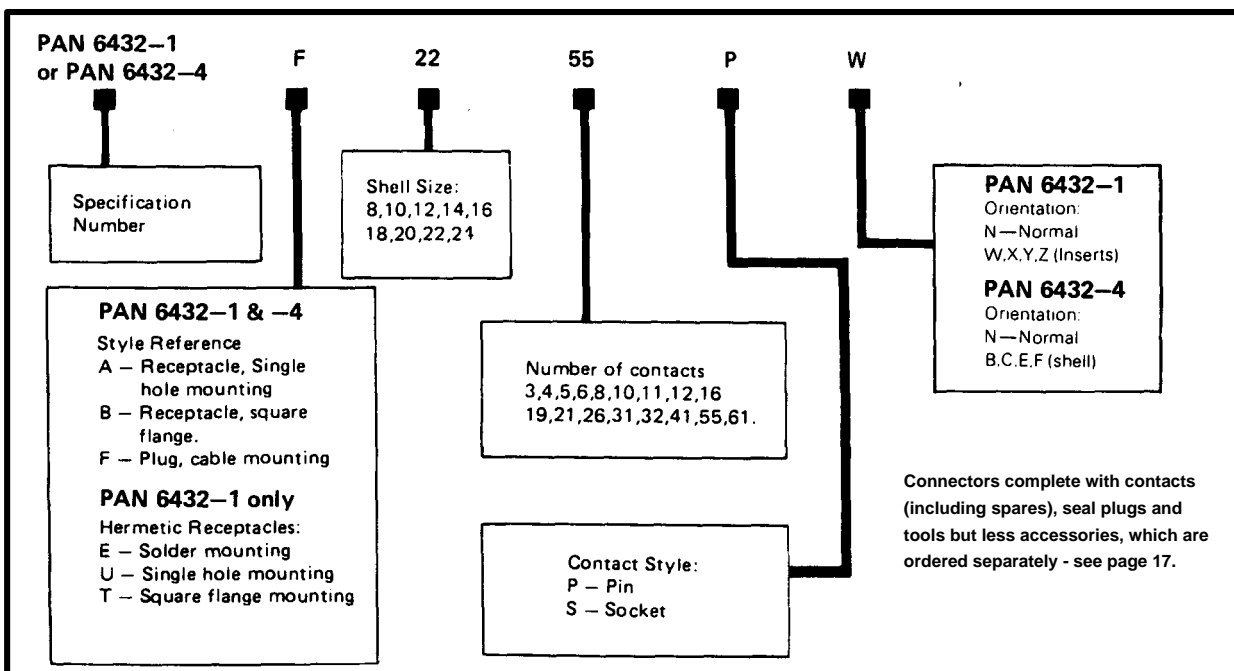 PAN 6432–1
or PAN 6432–4
F
22
55
P
W
Specification
Number
Shell Size:
8,10,12,14,16
18,20,22,24
PAN 6432–1
Orientation:
N—Normal
W,X,Y,Z (Inserts)
PAN 6432–4
Orientation:
N—Normal
B,C,E,F (shell)
PAN 6432–1 & –4
Style Reference
A – Receptacle, Single
hole mounting
B – Receptacle, square
flange.
F – Plug, cable mounting
PAN 6432–1 only
Hermetic Receptacles:
E – Solder mounting
U – Single hole mounting
T – Square flange mounting
Number of contacts
3,4,5,6,8,10,11,12,16
19,21,26,31,32,41,55,61.
Contact Style:
P – Pin
S – Socket
Connectors complete with contacts
(including spares), seal plugs and
tools but less accessories, which are
ordered separately - see page 17.